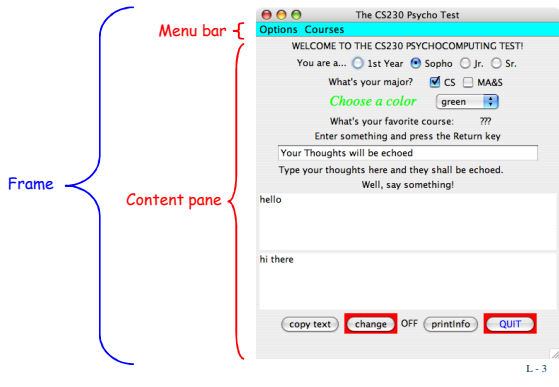 The CS230 Psycho Test
Menu bar
Options Courses
WELCOME TO THE CS230 PSYCHOCOMPUTING TEST!
You are a... 1st Year Sopho Jr. Sr.
What's your major? CS MA&S
Choose a color green
What's your favorite course: ???
Enter something and press the Return key
Your Thoughts will be echoed
Type your thoughts here and they shall be echoed.
Well, say something!
Frame
Content pane
hello
hi there
copy text change OFF printInfo QUIT
L - 3